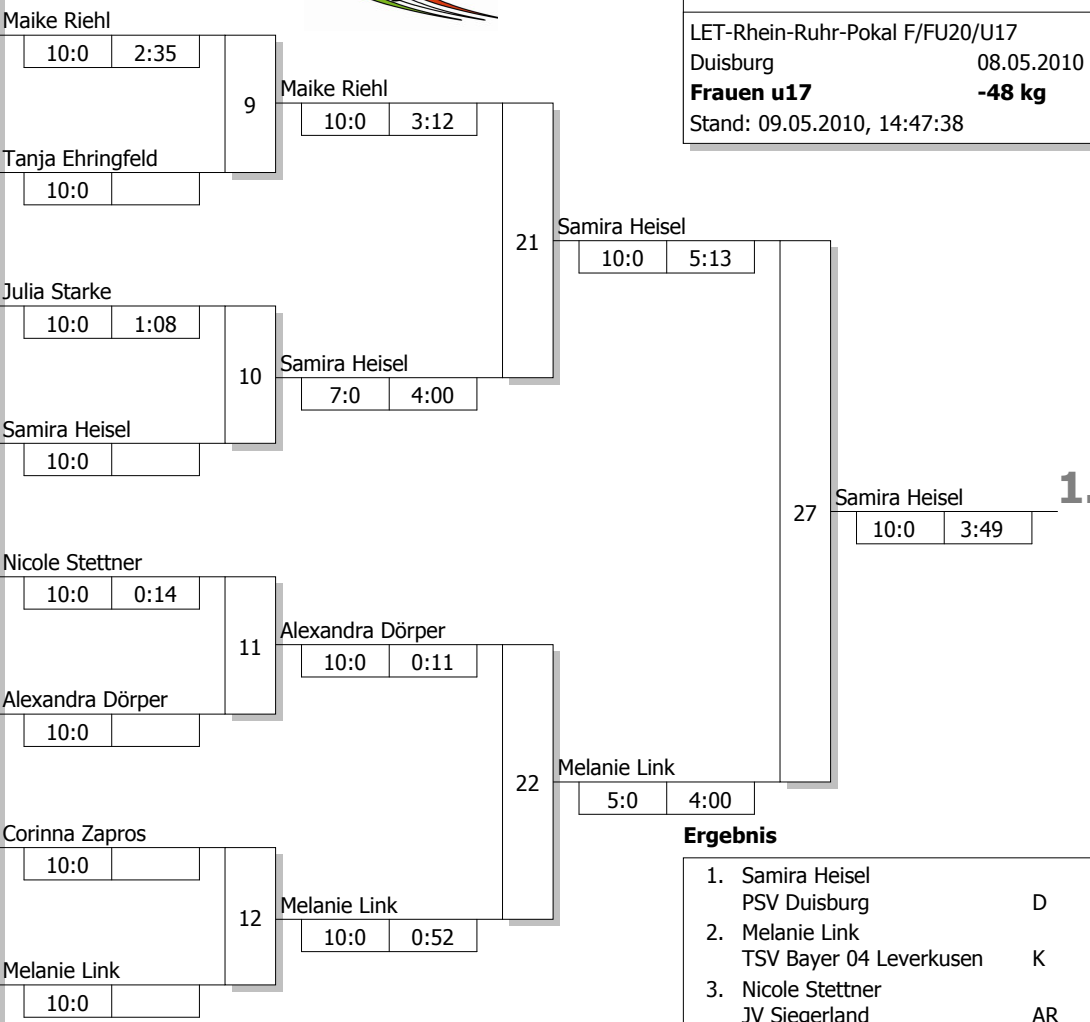 LET-Rhein-Ruhr-Pokal F/FU20/U17
Duisburg 08.05.2010
Frauen u17 -48 kg
Stand: 09.05.2010, 14:47:38
Maike Riehl
10:0 2:35
9
Tanja Ehringfeld
10:0
Julia Starke
10:0 1:08
10
Samira Heisel
10:0
Nicole Stettner
10:0 0:14
11
Alexandra Dörper
10:0
Corinna Zapros
10:0
12
Melanie Link
10:0
Maike Riehl
10:0 3:12
21
Samira Heisel
7:0 4:00
Alexandra Dörper
10:0 0:11
22
Melanie Link
10:0 0:52
Samira Heisel
10:0 5:13
27
Melanie Link
5:0 4:00
Samira Heisel 1.
10:0 3:49
Ergebnis
1. Samira Heisel
PSV Duisburg D
2. Melanie Link
TSV Bayer 04 Leverkusen K
3. Nicole Stettner
JV Siegerland AR